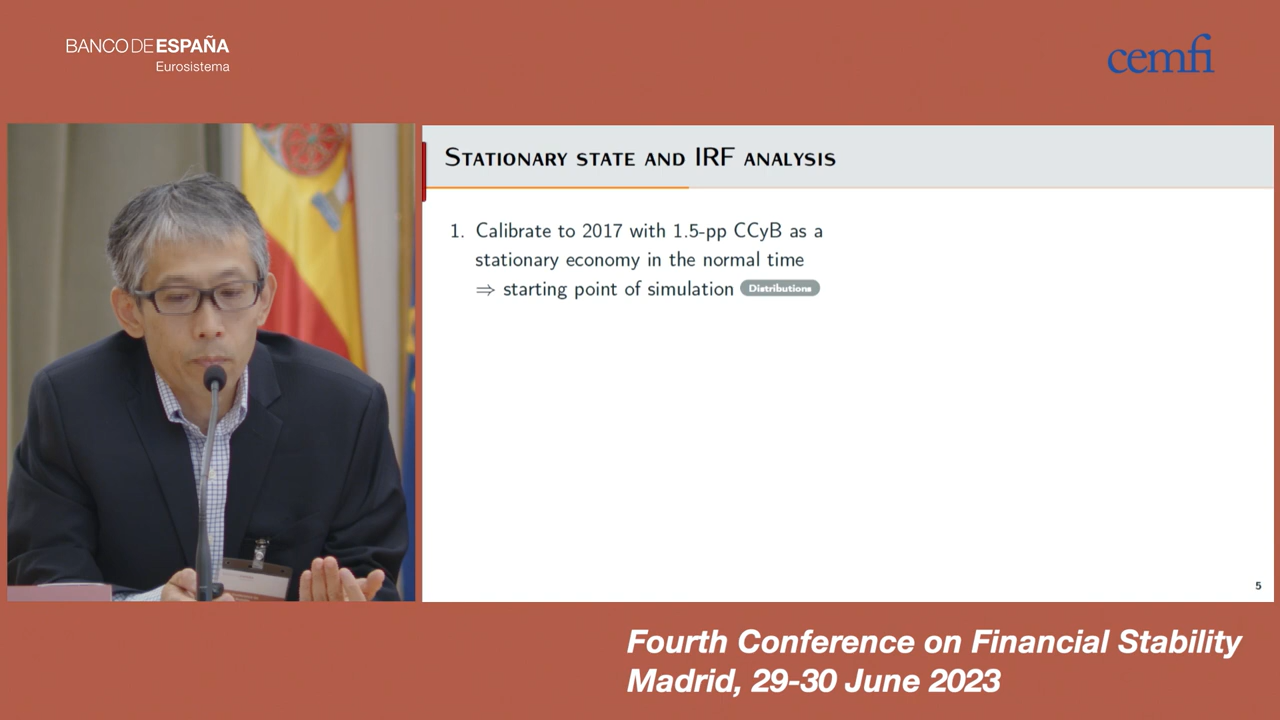 BANCO DE ESPAÑA
Eurosistema
cemfi
STATIONARY STATE AND IRF ANALYSIS
1. Calibrate to 2017 with 1.5-pp CCyB as a
stationary economy in the normal time
⇒ starting point of simulation Distributions
5
Fourth Conference on Financial Stability
Madrid, 29-30 June 2023